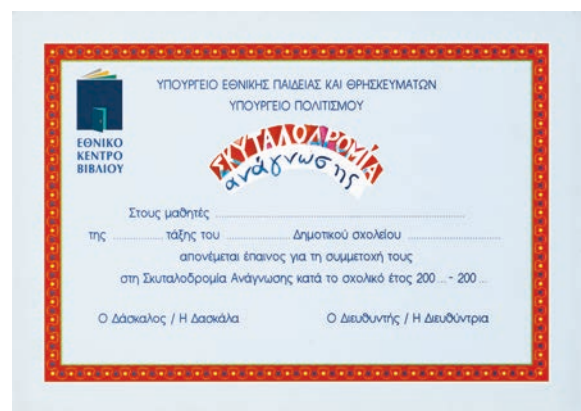 ΥΠΟΥΡΓΕΙΟ ΕΘΝΙΚΗΣ ΠΑΙΔΕΙΑΣ ΚΑΙ ΘΡΗΣΚΕΥΜΑΤΩΝ
ΥΠΟΥΡΓΕΙΟ ΠΟΛΙΤΙΣΜΟΥ
ΕΘΝΙΚΟ
ΚΕΝΤΡΟ
ΒΙΒΛΙΟΥ
ΣΚΥΤΑΛΟΔΡΟΜΙΑ
ανάγνωσης
Στους μαθητές ...............
της ............ τάξης του ............... Δημοτικού σχολείου ...............
απονέμεται έπαινος για τη συμμετοχή τους
στη Σκυταλοδρομία Ανάγνωσης κατά το σχολικό έτος 200 ... - 200 ...
Ο Δάσκαλος / Η Δασκάλα Ο Διευθυντής / Η Διευθύντρια